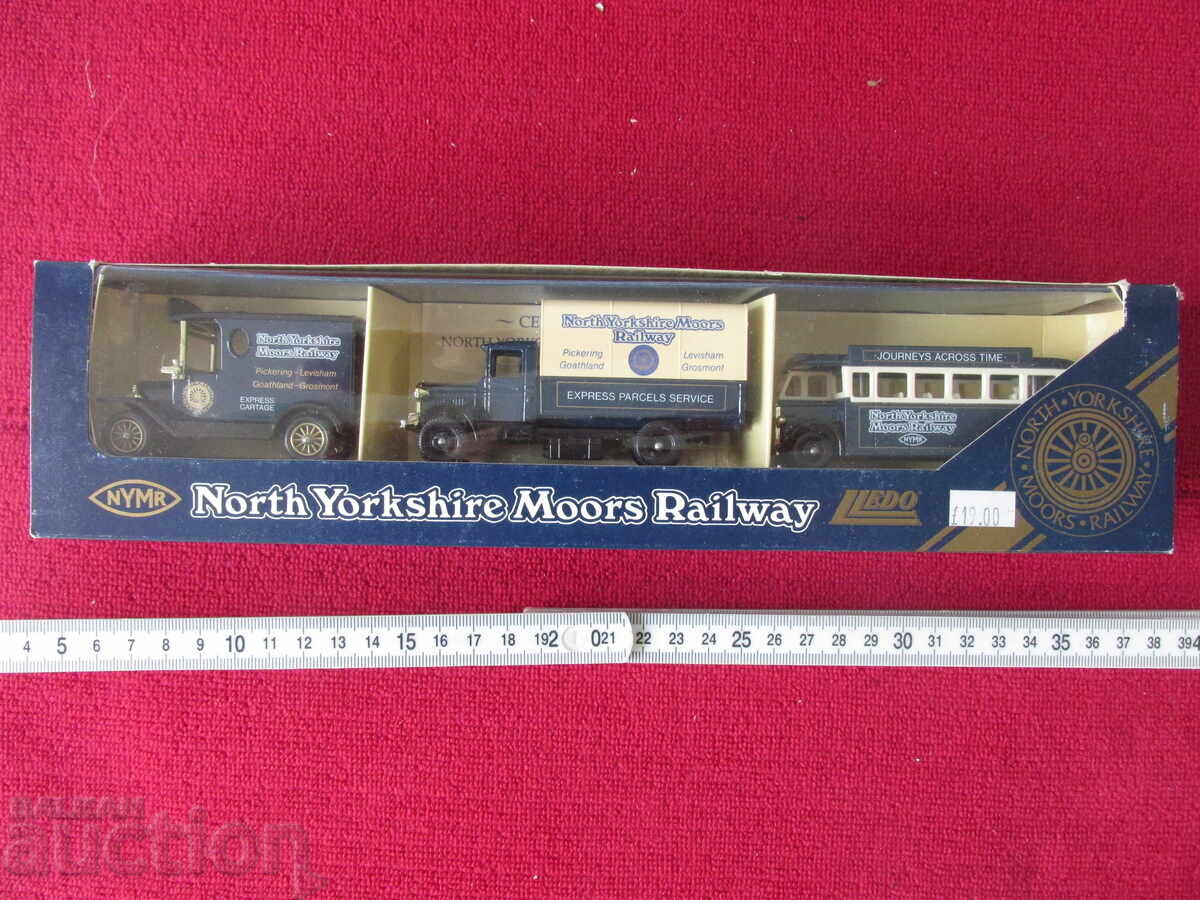 North Yorkshire Moors
Railway
Pickering - Levisham
Goathland - Grosmont
EXPRESS
CARTAGE
~ CE
NORTH YORK
North Yorkshire Moors
Railway
Pickering Levisham
Goathland Grosmont
EXPRESS PARCELS SERVICE
JOURNEYS ACROSS TIME
North Yorkshire
Moors Railway
NYMR
NORTH · YORKSHIRE
MOORS · RAILWAY
NYMR North Yorkshire Moors Railway LLEDO
£19.00
4 5 6 7 8 9 10 11 12 13 14 15 16 17 18 19 20 21 22 23 24 25 26 27 28 29 30 31 32 33 34 35 36 37 38 39 4
БАЛКАН
auction